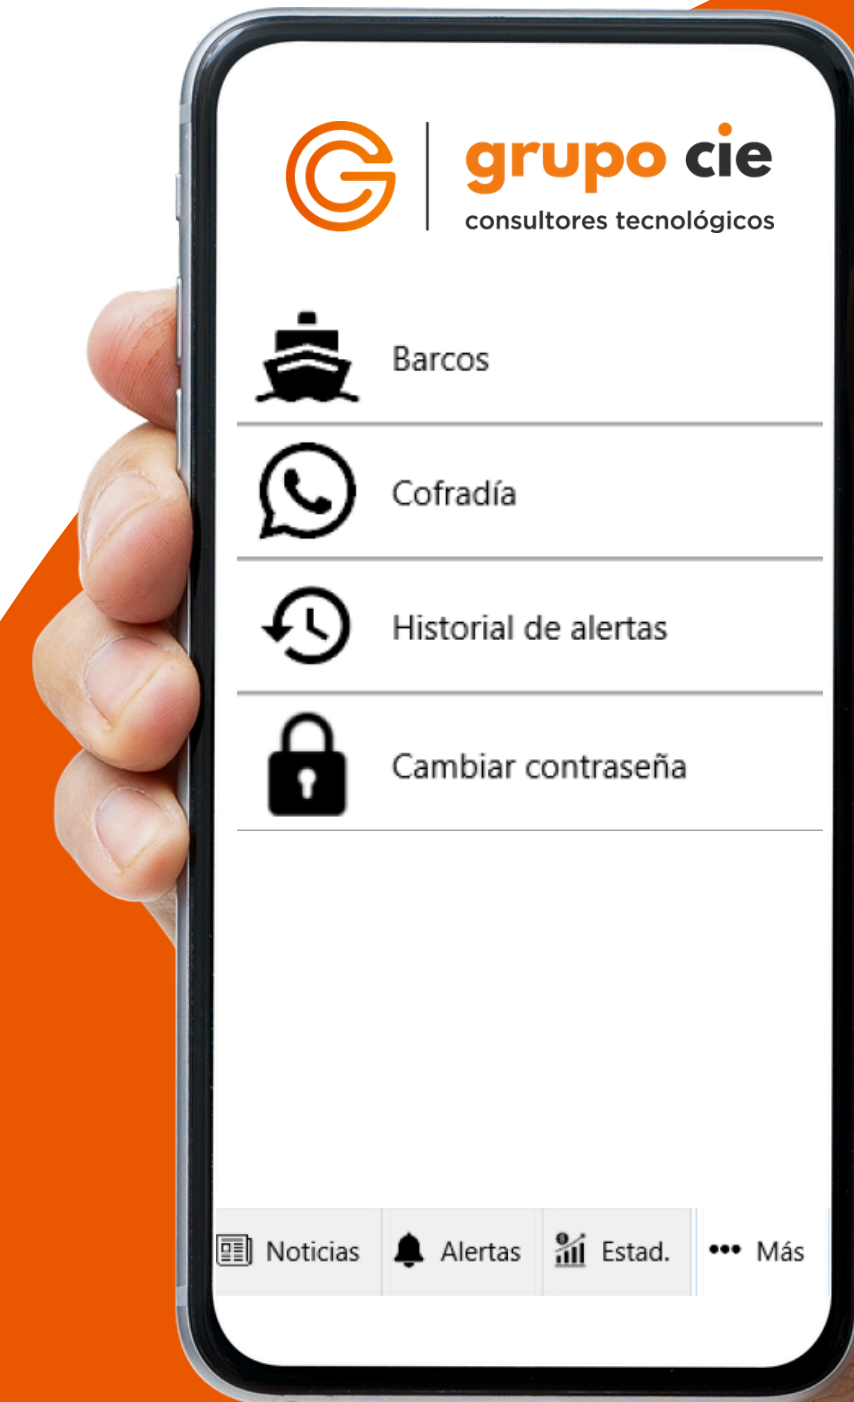 grupo cie
consultores tecnológicos
Barcos
Cofradía
Historial de alertas
Cambiar contraseña
Noticias
Alertas
Estad.
Más